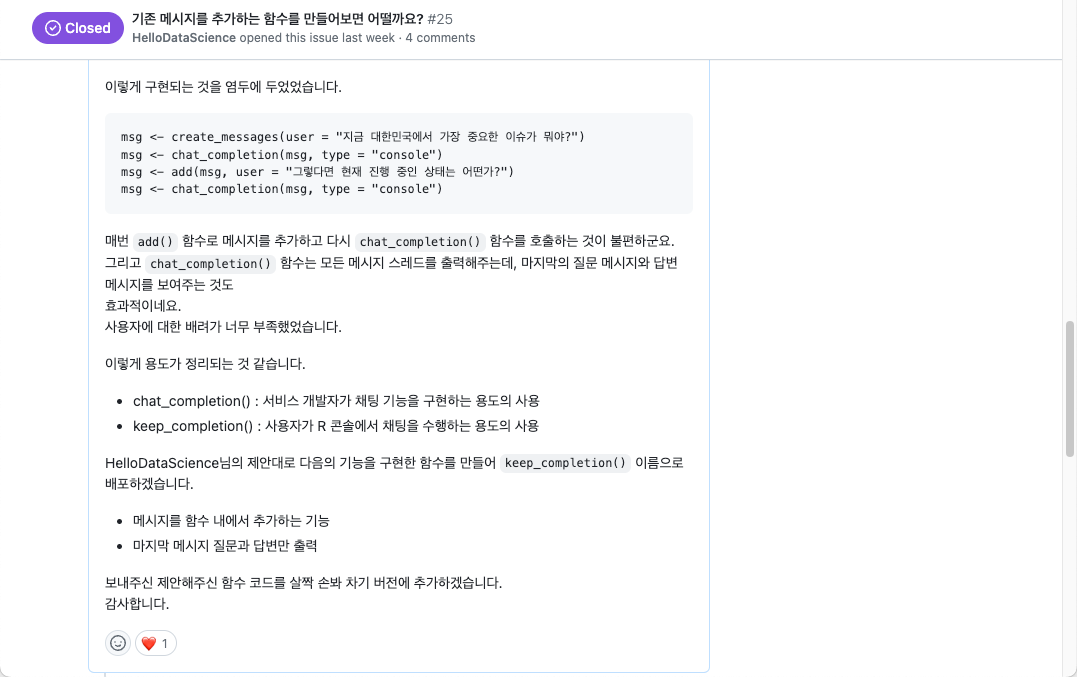 Closed
기존 메시지를 추가하는 함수를 만들어보면 어떨까요? #25
HelloDataScience opened this issue last week · 4 comments
이렇게 구현되는 것을 염두에 두었었습니다.
msg <- create_messages(user = "지금 대한민국에서 가장 중요한 이슈가 뭐야?")
msg <- chat_completion(msg, type = "console")
msg <- add(msg, user = "그렇다면 현재 진행 중인 상태는 어떤가?")
msg <- chat_completion(msg, type = "console")
매번 add() 함수로 메시지를 추가하고 다시 chat_completion() 함수를 호출하는 것이 불편하군요.
그리고 chat_completion() 함수는 모든 메시지 스레드를 출력해주는데, 마지막의 질문 메시지와 답변
메시지를 보여주는 것도
효과적이네요.
사용자에 대한 배려가 너무 부족했었습니다.
이렇게 용도가 정리되는 것 같습니다.
• chat_completion() : 서비스 개발자가 채팅 기능을 구현하는 용도의 사용
• keep_completion() : 사용자가 R 콘솔에서 채팅을 수행하는 용도의 사용
HelloDataScience님의 제안대로 다음의 기능을 구현한 함수를 만들어 keep_completion() 이름으로
배포하겠습니다.
• 메시지를 함수 내에서 추가하는 기능
• 마지막 메시지 질문과 답변만 출력
보내주신 제안해주신 함수 코드를 살짝 손봐 차기 버전에 추가하겠습니다.
감사합니다.
❤️ 1